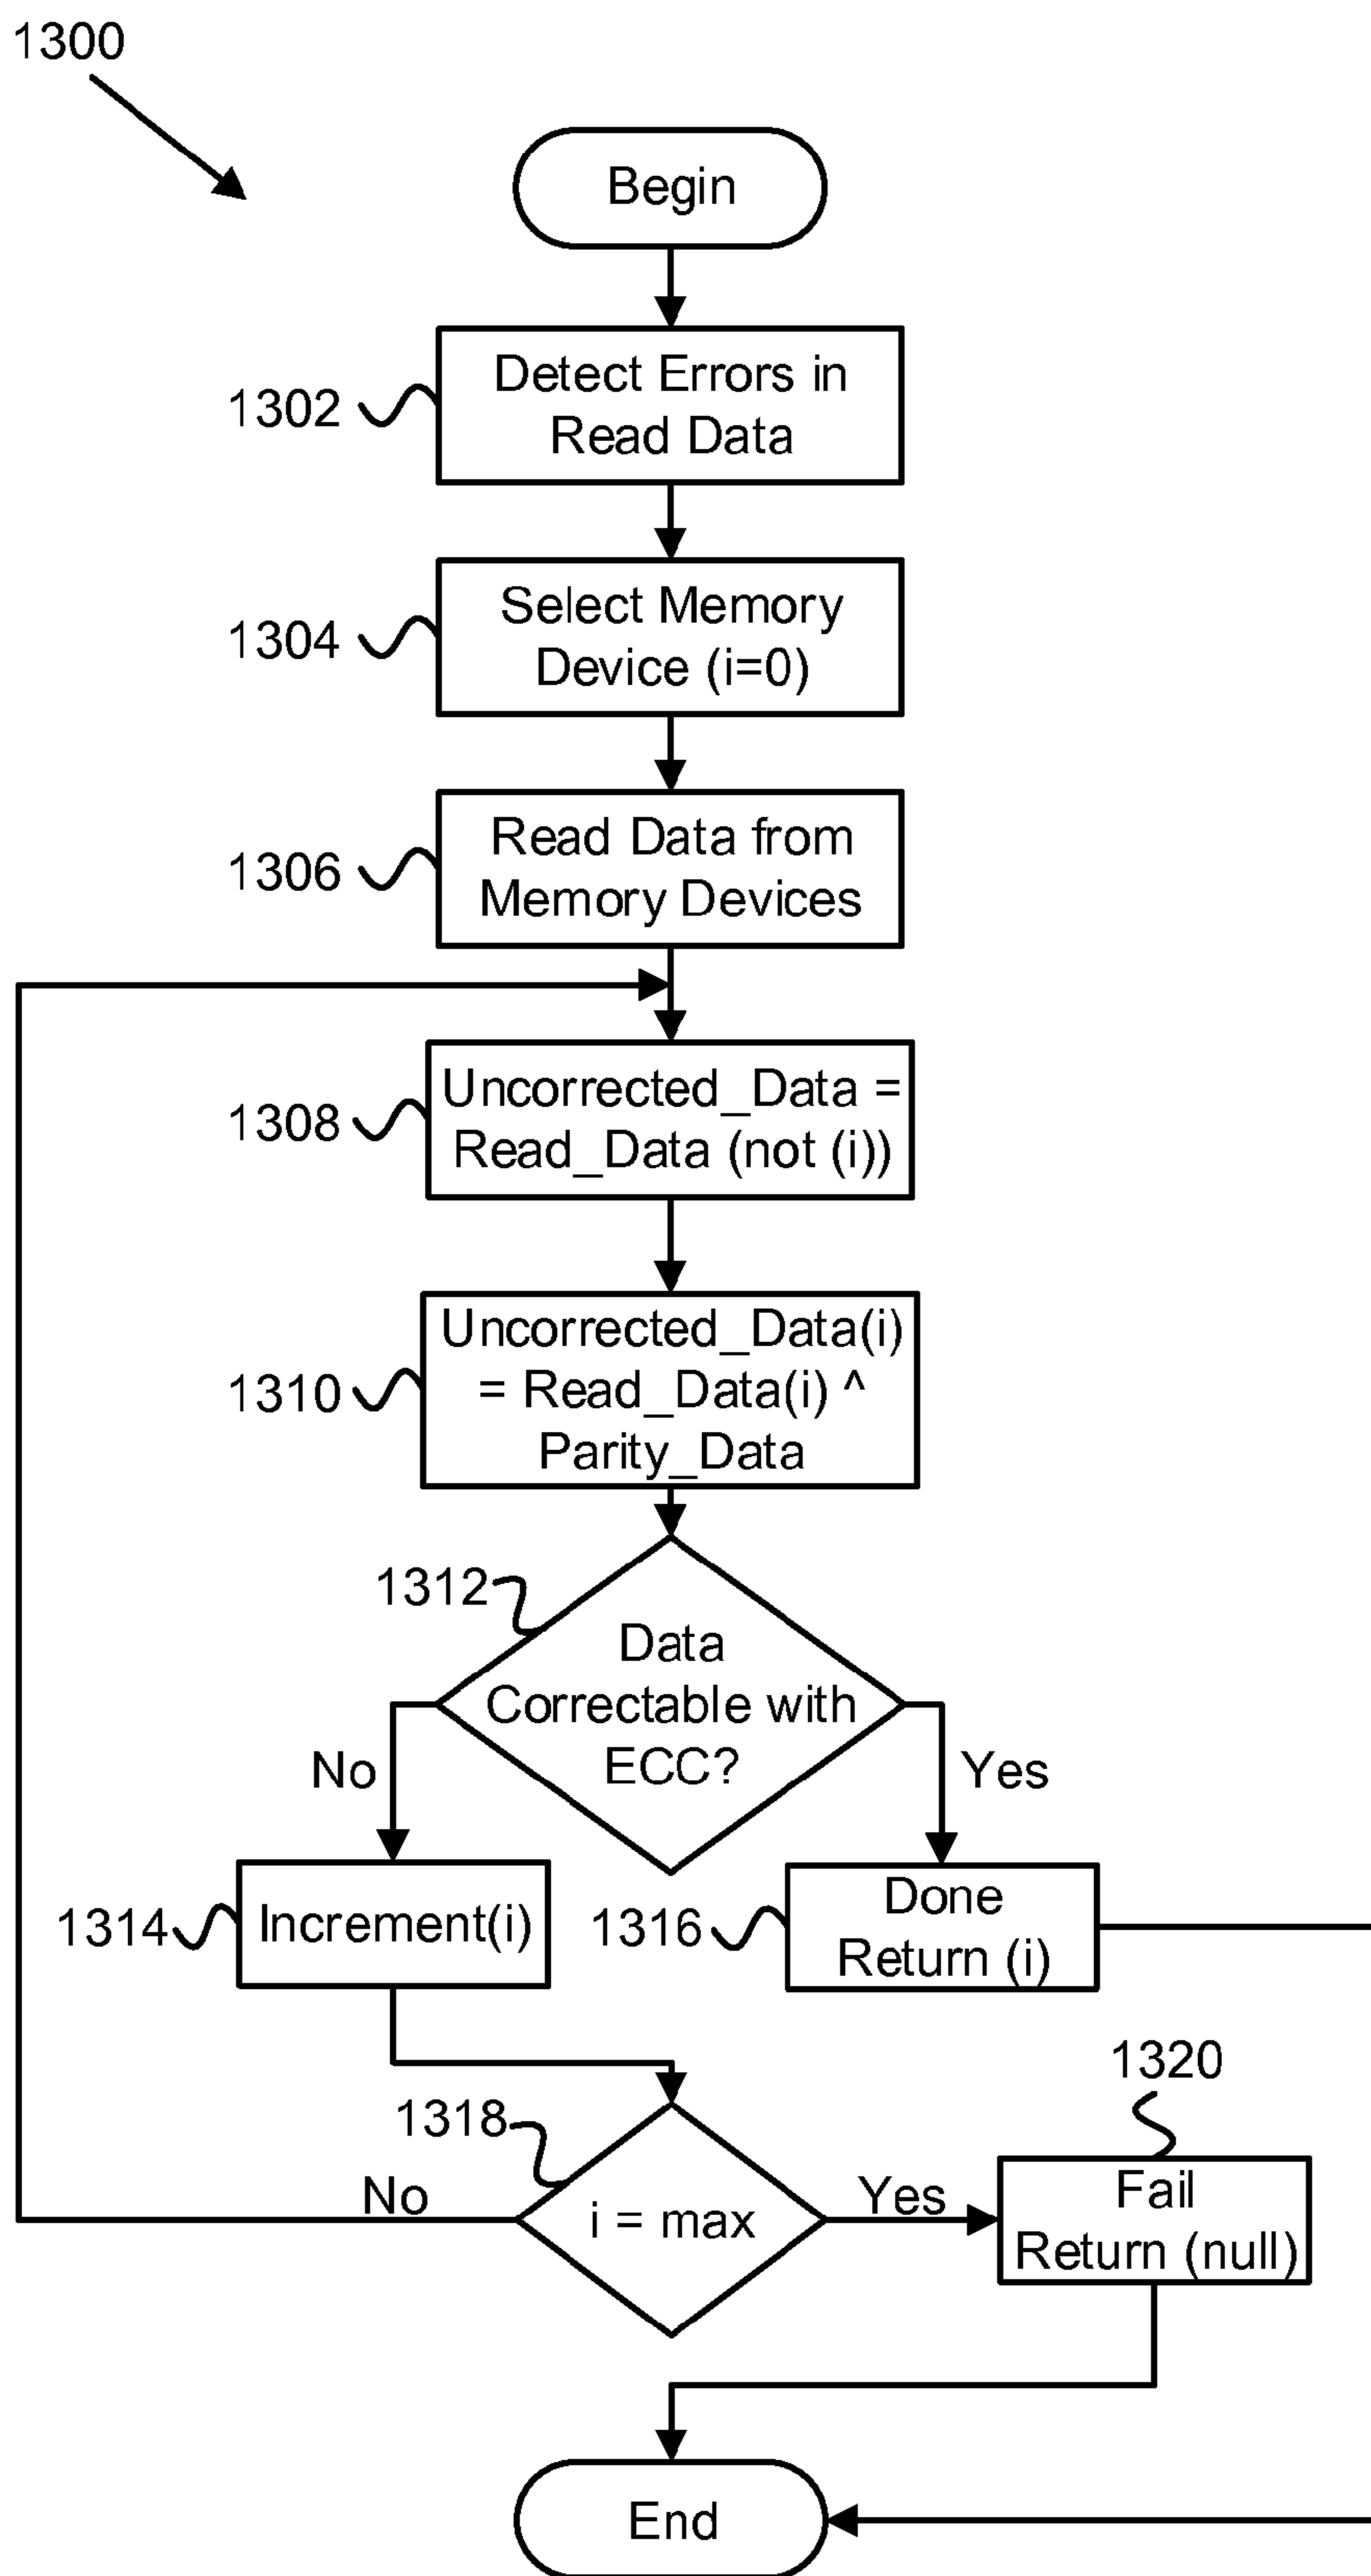 1300
Begin
1302
Detect Errors in
Read Data
1304
Select Memory
Device (i=0)
1306
Read Data from
Memory Devices
1308
Uncorrected_Data =
Read_Data (not (i))
1310
Uncorrected_Data(i)
= Read_Data(i) ^
Parity_Data
1312
Data
Correctable with
ECC?
No
Yes
1314
Increment(i)
1316
Done
Return (i)
1318
i = max
No
Yes
1320
Fail
Return (null)
End